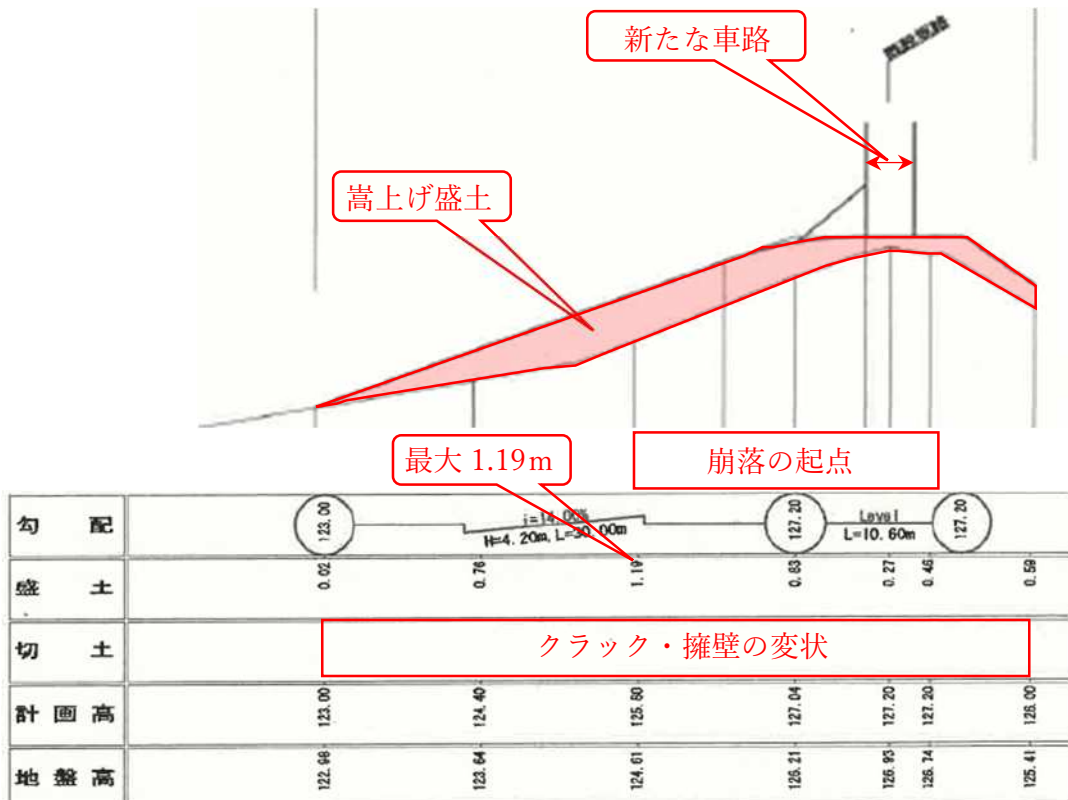 新たな車路
嵩上げ盛土
最大 1.19m
崩落の起点
勾 配 123.00 i=14.00% 127.20 Level 127.20
H=4.20m, L=30.00m L=10.60m
盛 土 0.02 0.76 1.19 0.83 0.27 0.46 0.59
切 土 クラック・擁壁の変状
計 画 高 123.00 124.40 125.80 127.04 127.20 127.20 126.00
地 盤 高 122.98 123.64 124.61 126.21 126.93 126.74 125.41